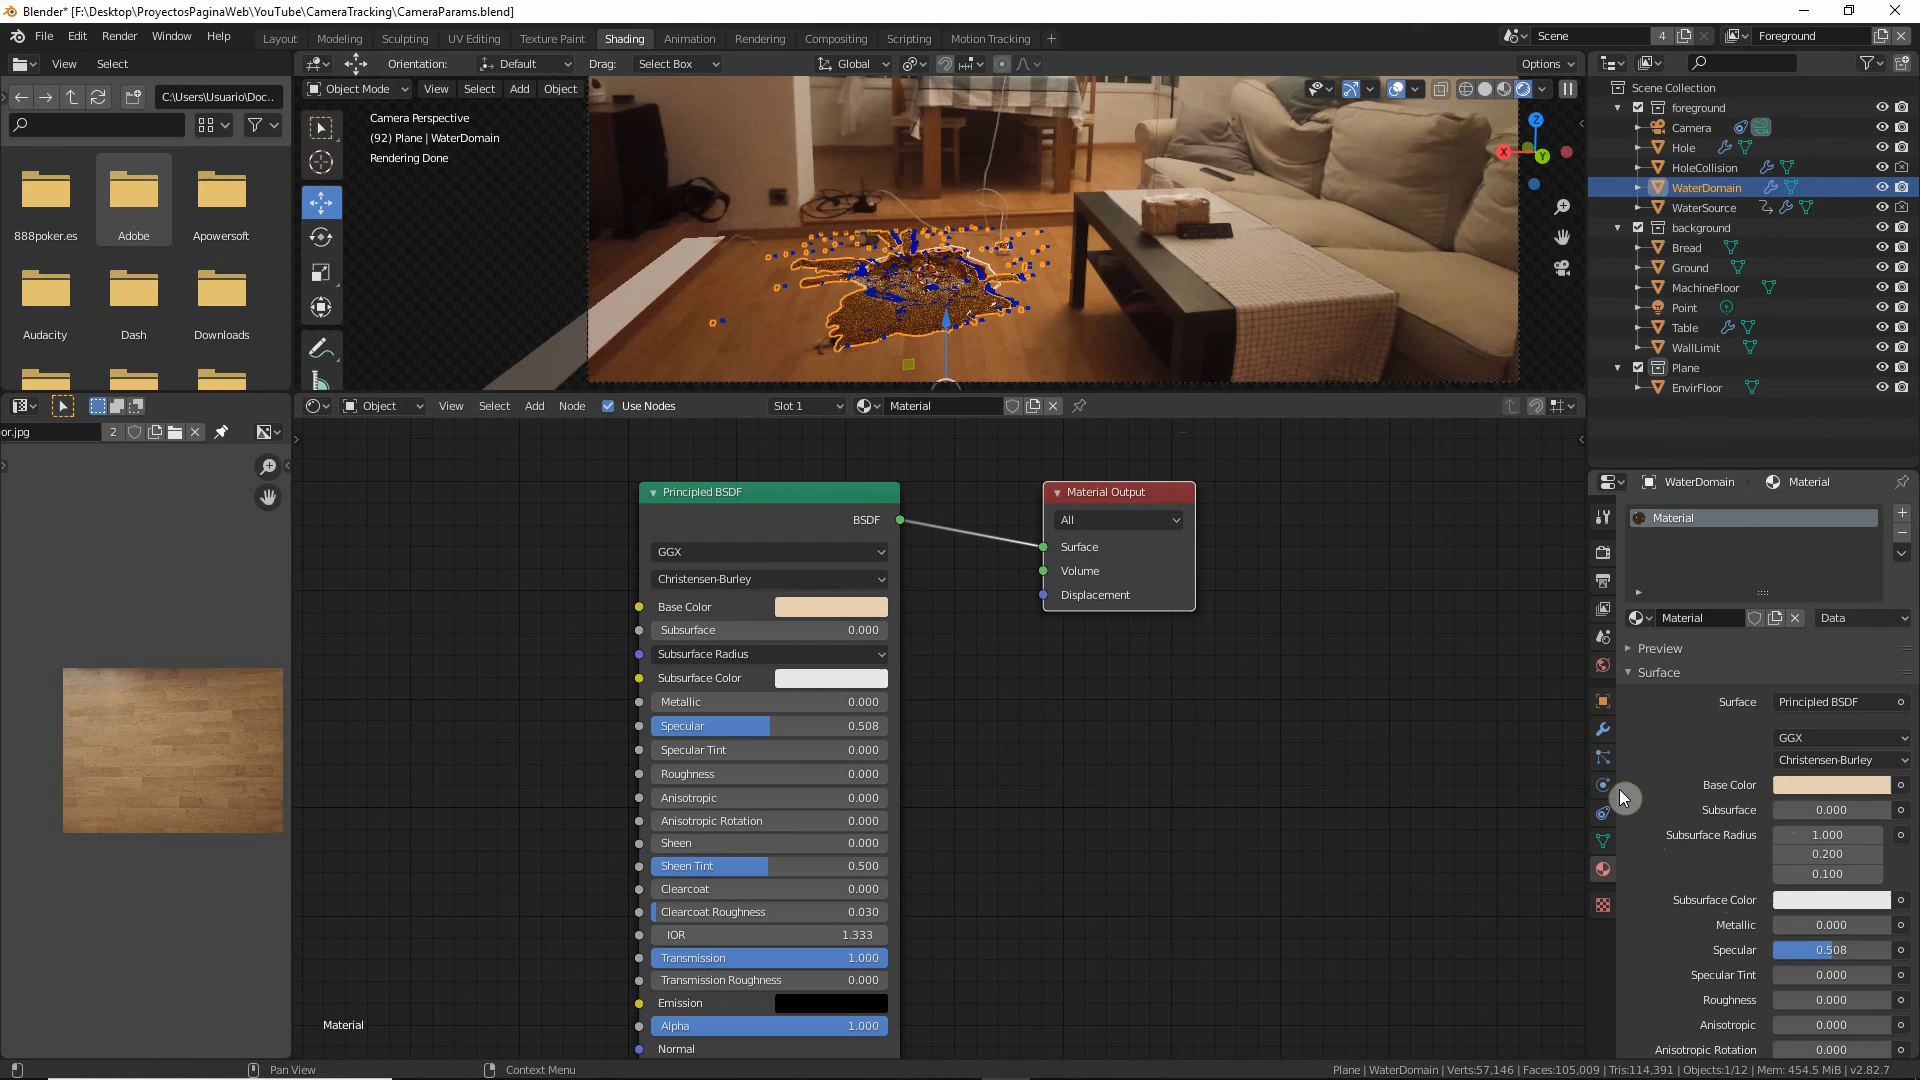 Blender* [F:\Desktop\ProyectosPaginaWeb\YouTube\CameraTracking\CameraParams.blend]
File Edit Render Window Help
Layout Modeling Sculpting UV Editing Texture Paint Shading Animation Rendering Compositing Scripting Motion Tracking +
Scene 4 Foreground
View Select
Orientation: Default Drag: Select Box Global Options
C:\Users\Usuario\Doc..
Object Mode View Select Add Object
Camera Perspective
(92) Plane | WaterDomain
Rendering Done
X Y Z
888poker.es Adobe Apowersoft
Audacity Dash Downloads
Scene Collection
foreground
Camera
Hole
HoleCollision
WaterDomain
WaterSource
background
Bread
Ground
MachineFloor
Point
Table
WallLimit
Plane
EnvirFloor
or.jpg 2
Object View Select Add Node Use Nodes Slot 1 Material
Principled BSDF
BSDF
GGX
Christensen-Burley
Base Color
Subsurface 0.000
Subsurface Radius
Subsurface Color
Metallic 0.000
Specular 0.508
Specular Tint 0.000
Roughness 0.000
Anisotropic 0.000
Anisotropic Rotation 0.000
Sheen 0.000
Sheen Tint 0.500
Clearcoat 0.000
Clearcoat Roughness 0.030
IOR 1.333
Transmission 1.000
Transmission Roughness 0.000
Emission
Alpha 1.000
Normal
Material Output
All
Surface
Volume
Displacement
Material
WaterDomain Material
Material
Material Data
Preview
Surface
Surface Principled BSDF
GGX
Christensen-Burley
Base Color
Subsurface 0.000
Subsurface Radius 1.000
0.200
0.100
Subsurface Color
Metallic 0.000
Specular 0.508
Specular Tint 0.000
Roughness 0.000
Anisotropic 0.000
Anisotropic Rotation 0.000
Pan View Context Menu
Plane | WaterDomain | Verts:57,146 | Faces:105,009 | Tris:114,391 | Objects:1/12 | Mem: 454.5 MiB | v2.82.7